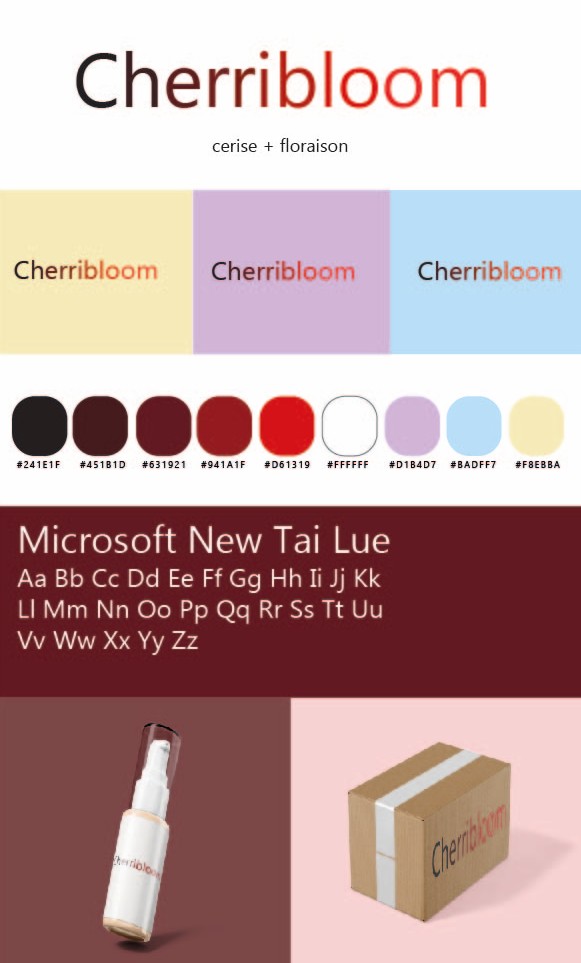 Cherribloom
cerise + floraison
Cherribloom Cherribloom Cherribloom
#241E1F #451B1D #631921 #941A1F #D61319 #FFFFFF #D1B4D7 #BADFF7 #F8EBBA
Microsoft New Tai Lue
Aa Bb Cc Dd Ee Ff Gg Hh Ii Jj Kk
Ll Mm Nn Oo Pp Qq Rr Ss Tt Uu
Vv Ww Xx Yy Zz
Cherribloom
Cherribloom